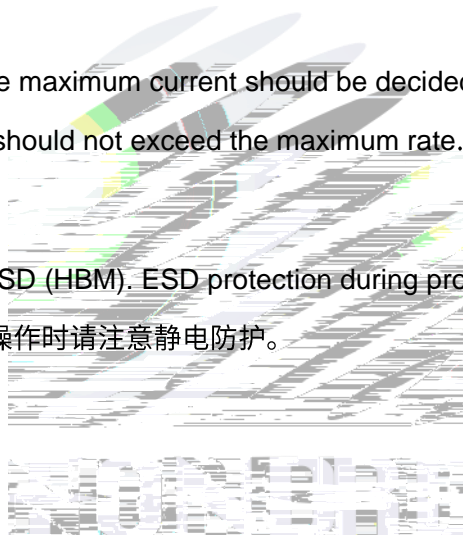 e maximum current should be decided
should not exceed the maximum rate.
SD (HBM). ESD protection during pro
操作时请注意静电防护。